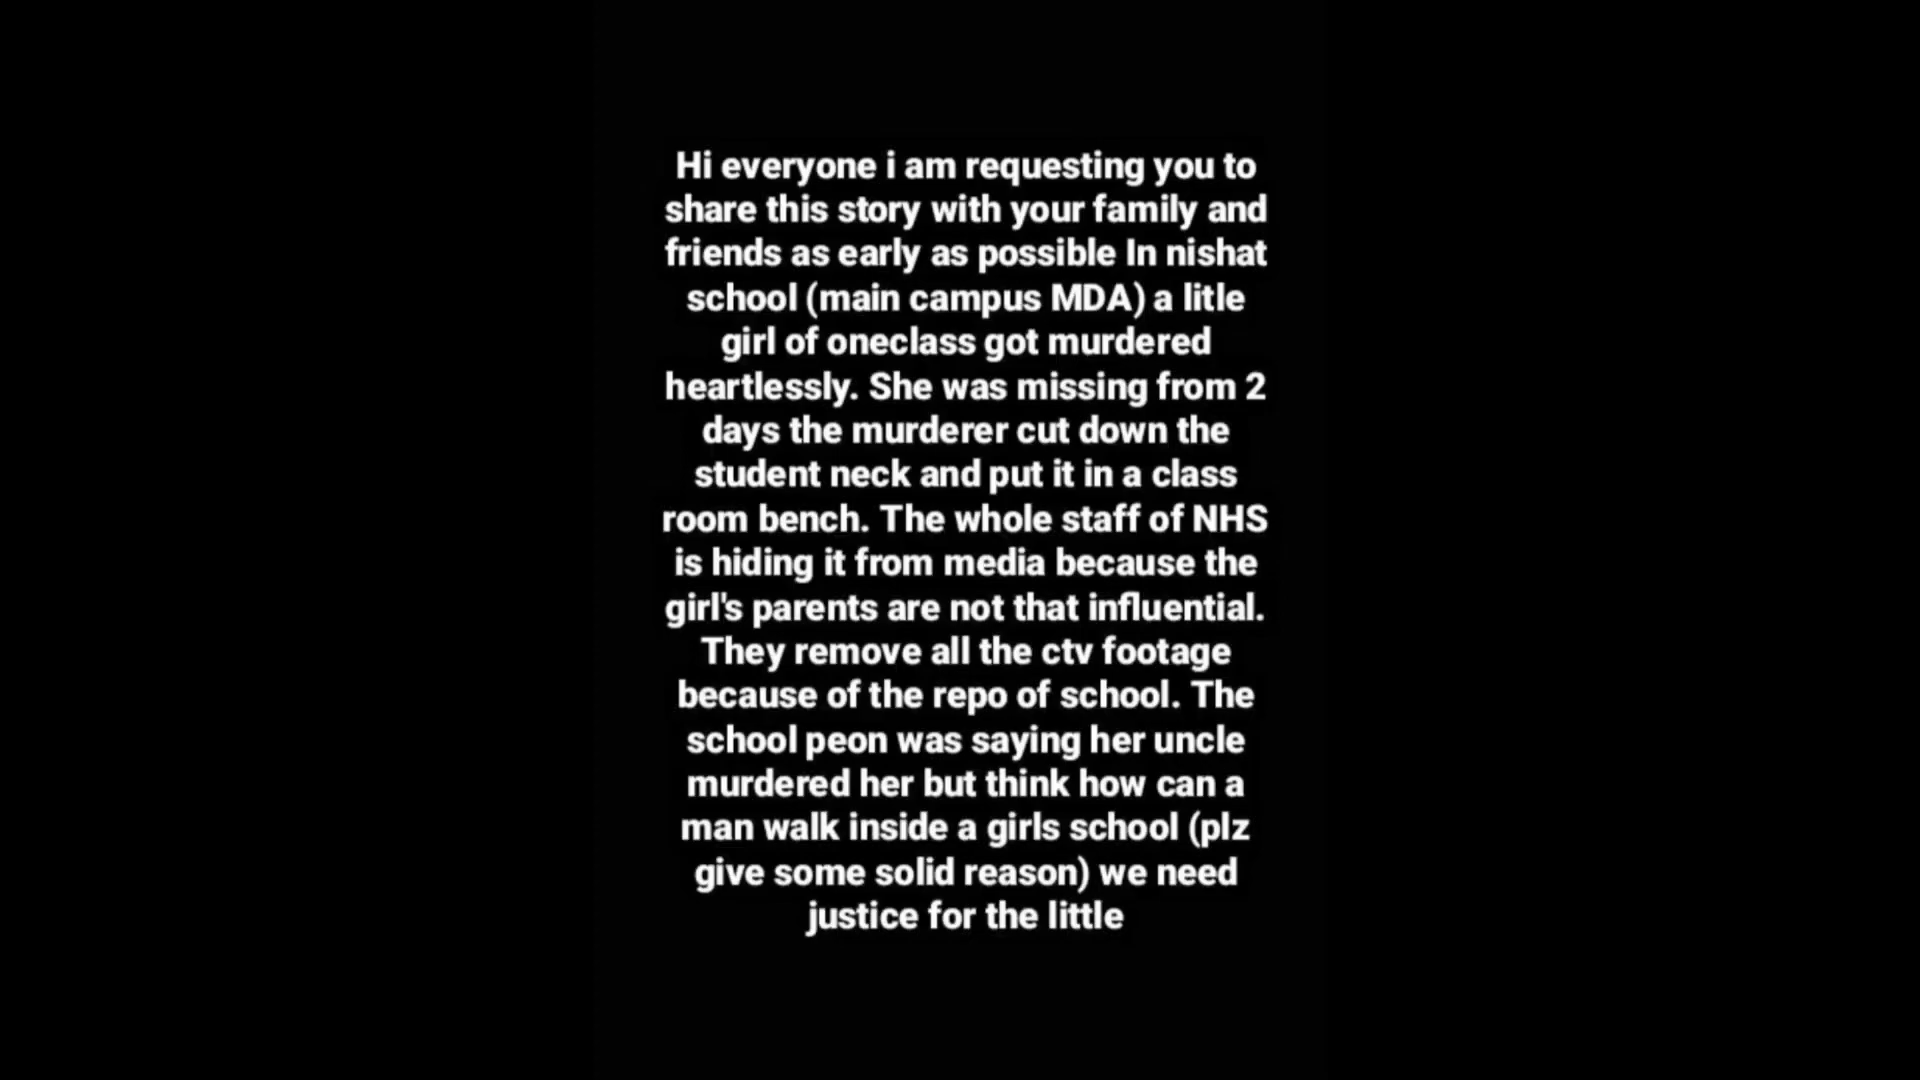 Hi everyone i am requesting you to
share this story with your family and
friends as early as possible In nishat
school (main campus MDA) a litle
girl of oneclass got murdered
heartlessly. She was missing from 2
days the murderer cut down the
student neck and put it in a class
room bench. The whole staff of NHS
is hiding it from media because the
girl's parents are not that influential.
They remove all the ctv footage
because of the repo of school. The
school peon was saying her uncle
murdered her but think how can a
man walk inside a girls school (plz
give some solid reason) we need
justice for the little